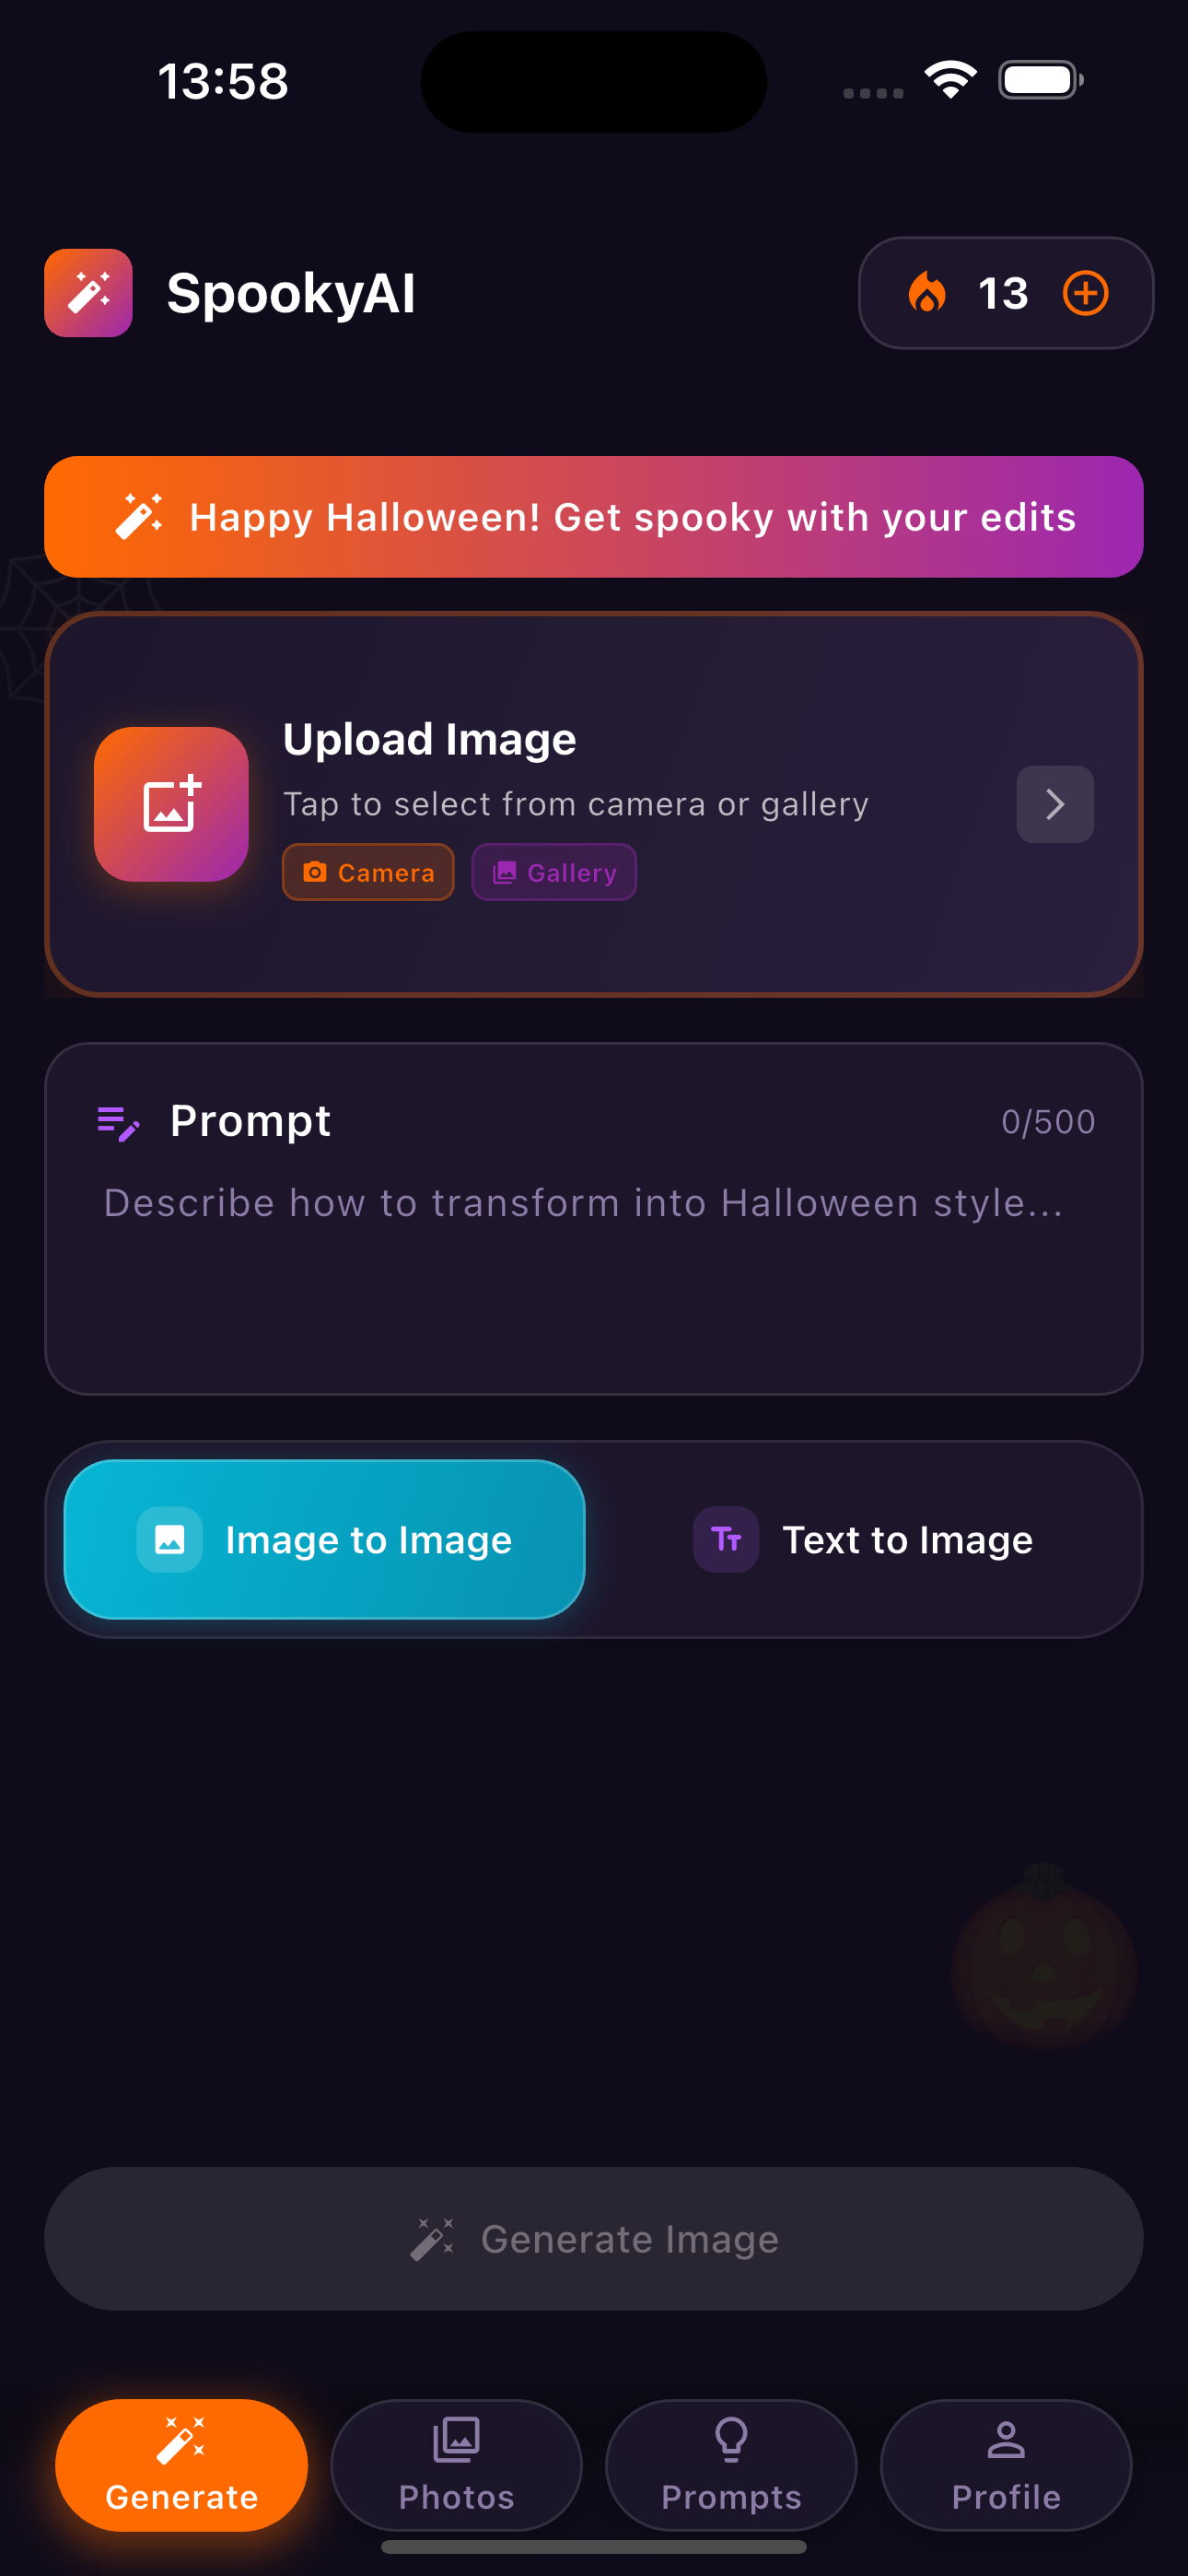 13:58
SpookyAI
13
Happy Halloween! Get spooky with your edits
Upload Image
Tap to select from camera or gallery
Camera
Gallery
Prompt
0/500
Describe how to transform into Halloween style...
Image to Image
Text to Image
Generate Image
Generate
Photos
Prompts
Profile